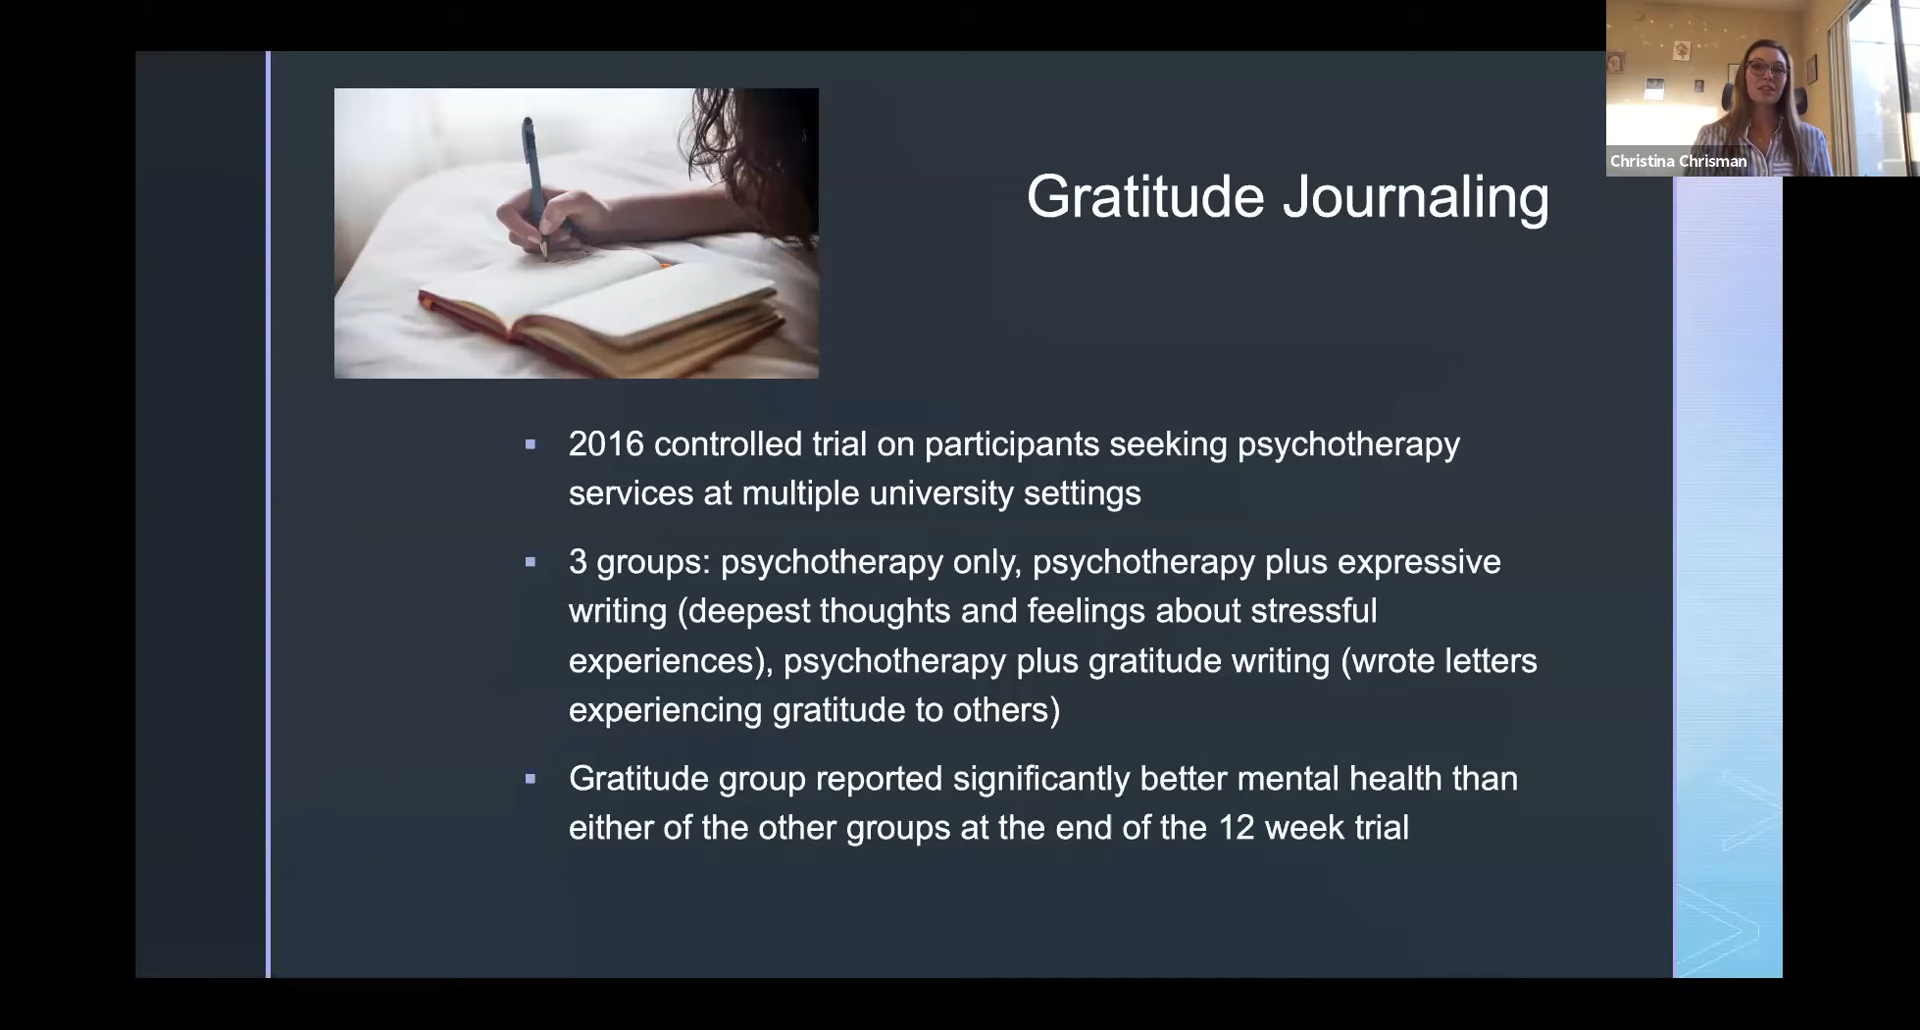 Christina Chrisman
Gratitude Journaling
2016 controlled trial on participants seeking psychotherapy
services at multiple university settings
3 groups: psychotherapy only, psychotherapy plus expressive
writing (deepest thoughts and feelings about stressful
experiences), psychotherapy plus gratitude writing (wrote letters
experiencing gratitude to others)
Gratitude group reported significantly better mental health than
either of the other groups at the end of the 12 week trial